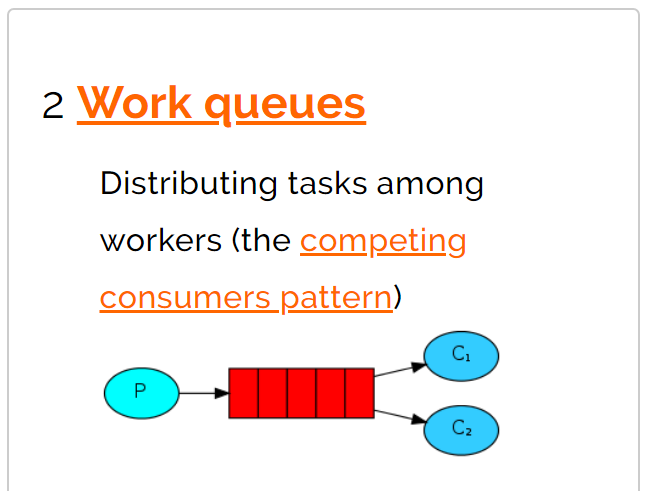 2 Work queues
Distributing tasks among
workers (the competing
consumers pattern)
C₁
P
C₂